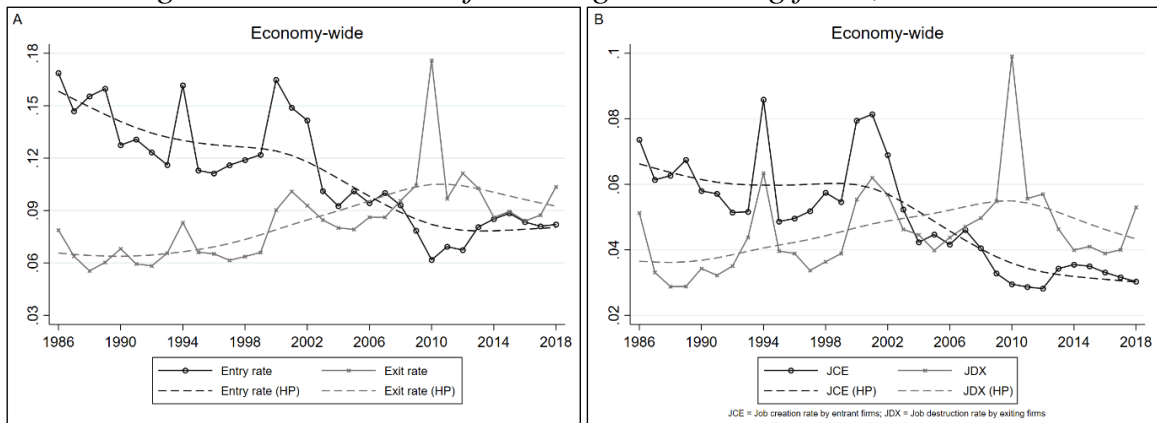 A
Economy-wide
.18
.15
.12
.09
.06
.03
1986 1990 1994 1998 2002 2006 2010 2014 2018
Entry rate Exit rate
Entry rate (HP) Exit rate (HP)
B
Economy-wide
.1
.08
.06
.04
.02
1986 1990 1994 1998 2002 2006 2010 2014 2018
JCE JDX
JCE (HP) JDX (HP)
JCE = Job creation rate by entrant firms; JDX = Job destruction rate by exiting firms